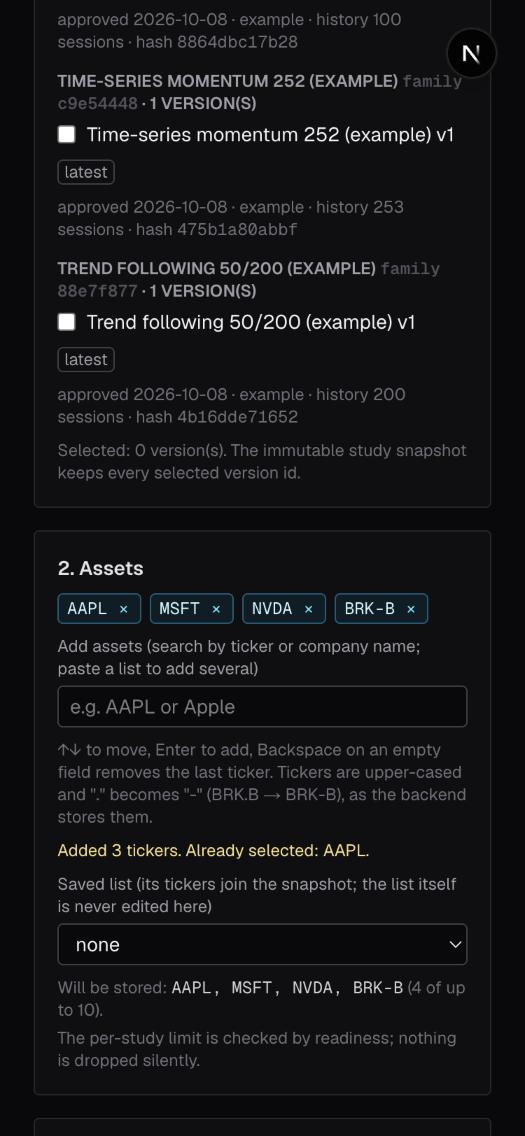 approved 2026-10-08 · example · history 100
sessions · hash 8864dbc17b28
N
TIME-SERIES MOMENTUM 252 (EXAMPLE) family
c9e54448 · 1 VERSION(S)
Time-series momentum 252 (example) v1
latest
approved 2026-10-08 · example · history 253
sessions · hash 475b1a80abbf
TREND FOLLOWING 50/200 (EXAMPLE) family
88e7f877 · 1 VERSION(S)
Trend following 50/200 (example) v1
latest
approved 2026-10-08 · example · history 200
sessions · hash 4b16dde71652
Selected: 0 version(s). The immutable study snapshot
keeps every selected version id.
2. Assets
AAPL × MSFT × NVDA × BRK-B ×
Add assets (search by ticker or company name;
paste a list to add several)
e.g. AAPL or Apple
↑↓ to move, Enter to add, Backspace on an empty
field removes the last ticker. Tickers are upper-cased
and "." becomes "-" (BRK.B → BRK-B), as the backend
stores them.
Added 3 tickers. Already selected: AAPL.
Saved list (its tickers join the snapshot; the list itself
is never edited here)
none
Will be stored: AAPL, MSFT, NVDA, BRK-B (4 of up
to 10).
The per-study limit is checked by readiness; nothing
is dropped silently.